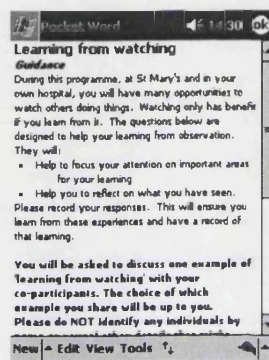 Pocket Word 14:30 ok
Learning from watching
Guidance
During this programme, at St Mary's and in your
own hospital, you will have many opportunities to
watch others doing things. Watching only has benefit
if you learn from it. The questions below are
designed to help your learning from observation.
They will:
• Help to focus your attention on important areas
for your learning
• Help you to reflect on what you have seen.
Please record your responses. This will ensure you
learn from these experiences and have a record of
that learning.
You will be asked to discuss one example of
'learning from watching' with your
co-participants. The choice of which
example you share will be up to you.
Please do NOT identify any individuals by
New Edit View Tools